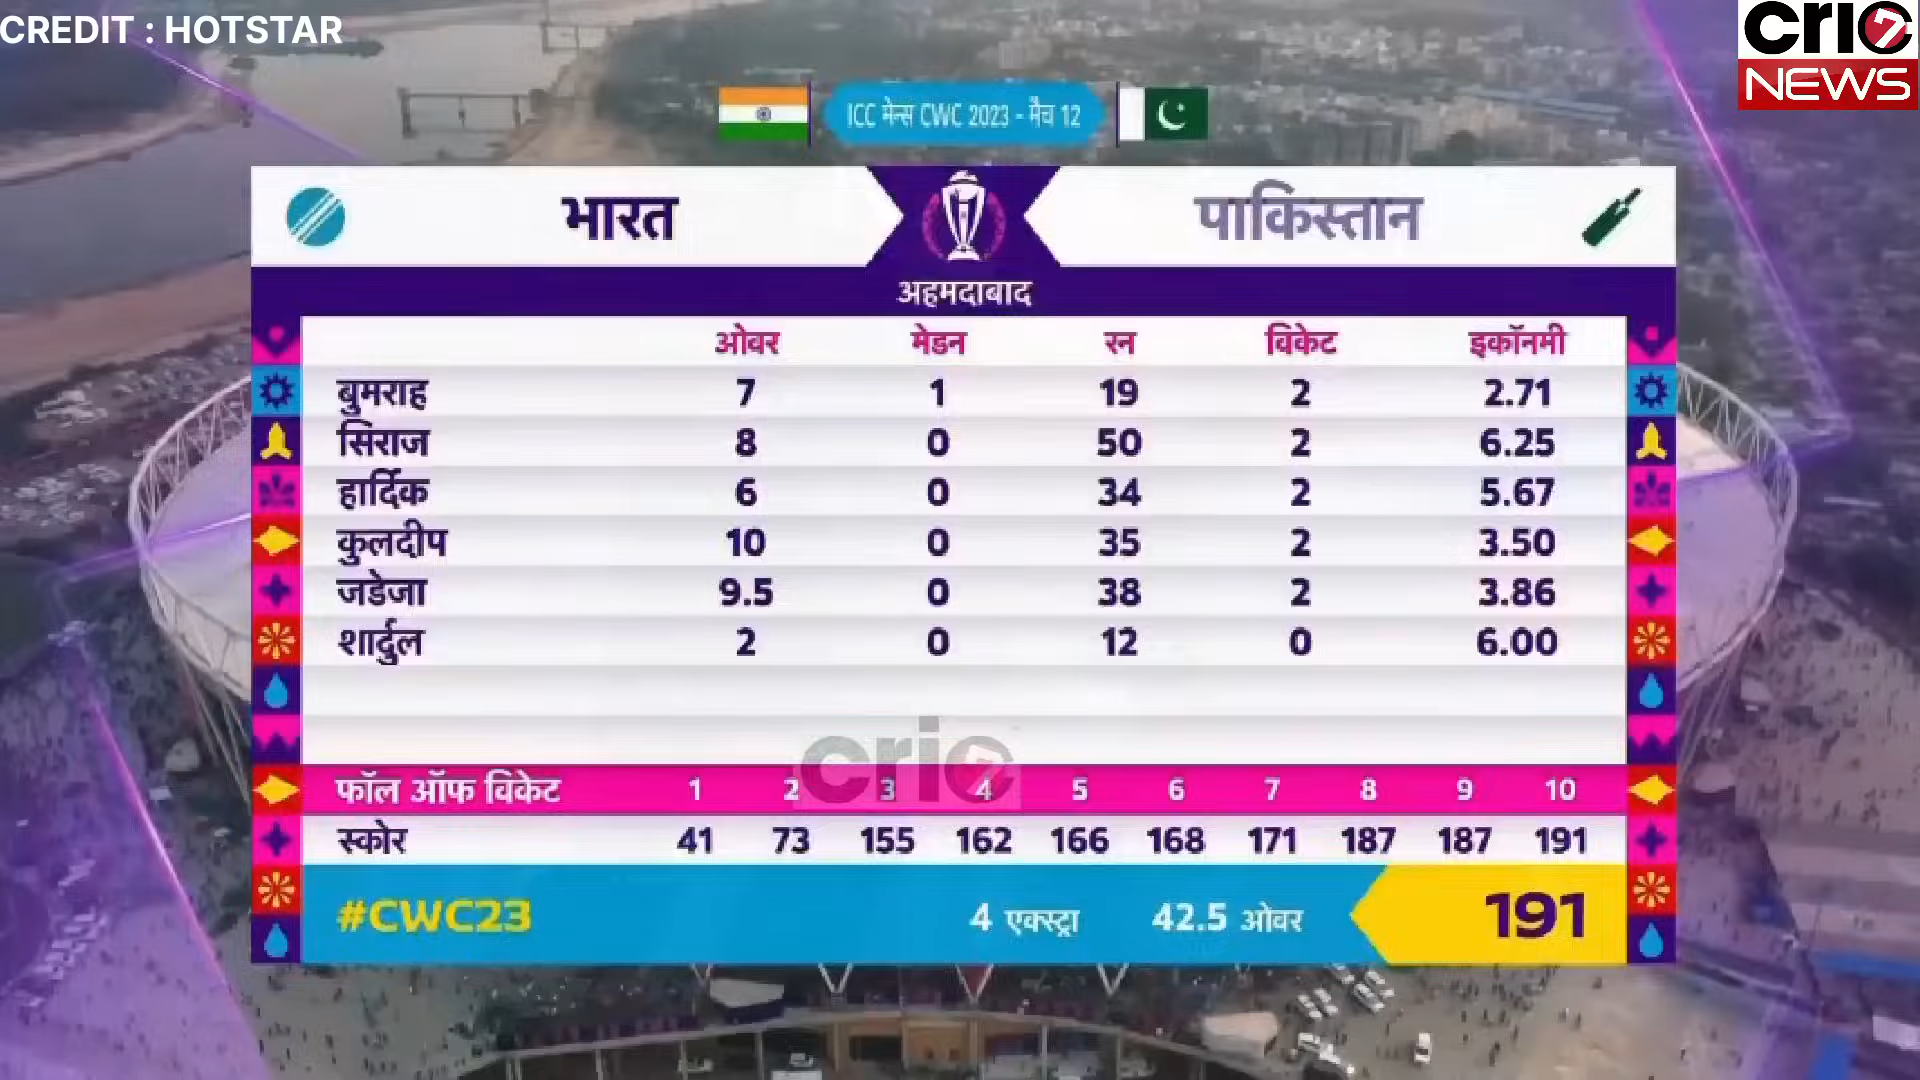 CREDIT : HOTSTAR
cric7
NEWS
ICC मेन्स CWC 2023 - मैच 12
भारत पाकिस्तान
अहमदाबाद
ओवर मेडन रन विकेट इकॉनमी
बुमराह 7 1 19 2 2.71
सिराज 8 0 50 2 6.25
हार्दिक 6 0 34 2 5.67
कुलदीप 10 0 35 2 3.50
जडेजा 9.5 0 38 2 3.86
शार्दुल 2 0 12 0 6.00
cric7
फॉल ऑफ विकेट 1 2 3 4 5 6 7 8 9 10
स्कोर 41 73 155 162 166 168 171 187 187 191
#CWC23 4 एक्स्ट्रा 42.5 ओवर 191